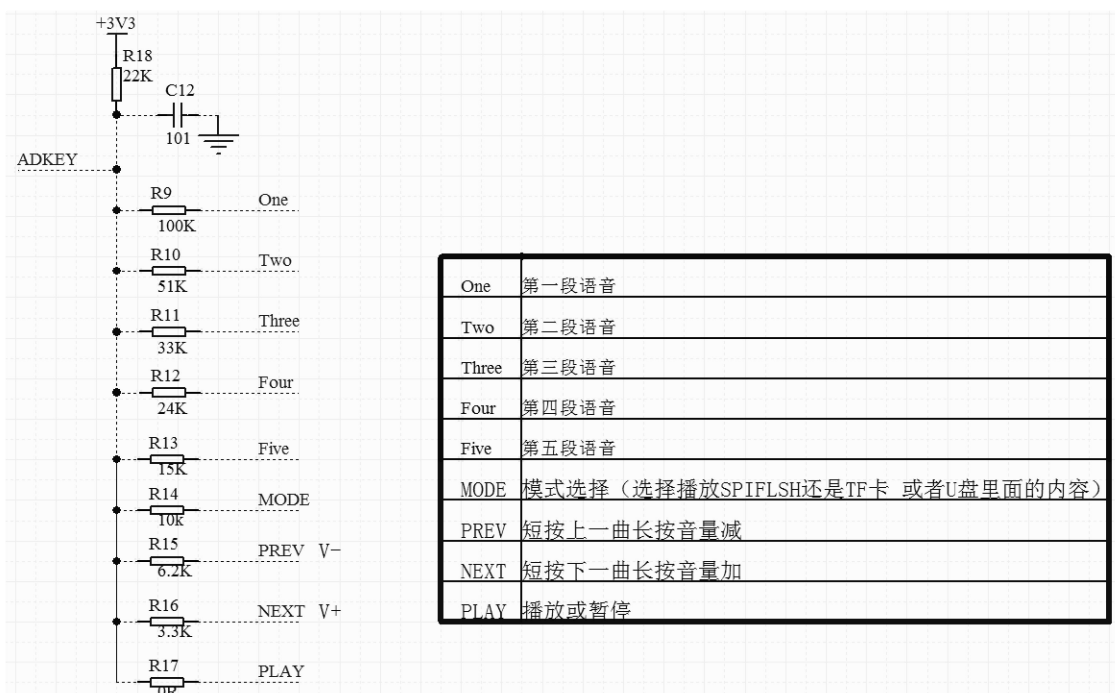 +3V3
R18
22K
C12
101
ADKEY
R9
One
100K
R10
Two
51K
R11
Three
33K
R12
Four
24K
R13
Five
15K
R14
MODE
10k
R15
PREV V-
6.2K
R16
NEXT V+
3.3K
R17
PLAY
0R
One 第一段语音
Two 第二段语音
Three 第三段语音
Four 第四段语音
Five 第五段语音
MODE 模式选择（选择播放SPIFLSH还是TF卡 或者U盘里面的内容）
PREV 短按上一曲长按音量减
NEXT 短按下一曲长按音量加
PLAY 播放或暂停